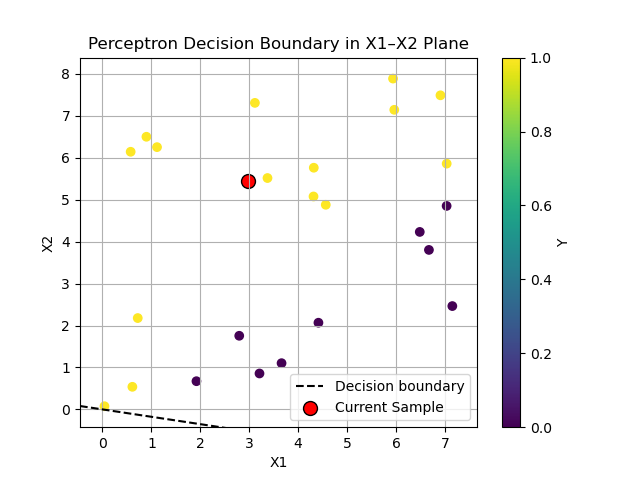 Perceptron Decision Boundary in X1–X2 Plane
8
7
6
5
4
3
2
1
0
X2
0 1 2 3 4 5 6 7
X1
Decision boundary
Current Sample
1.0
0.8
0.6
0.4
0.2
0.0
Y